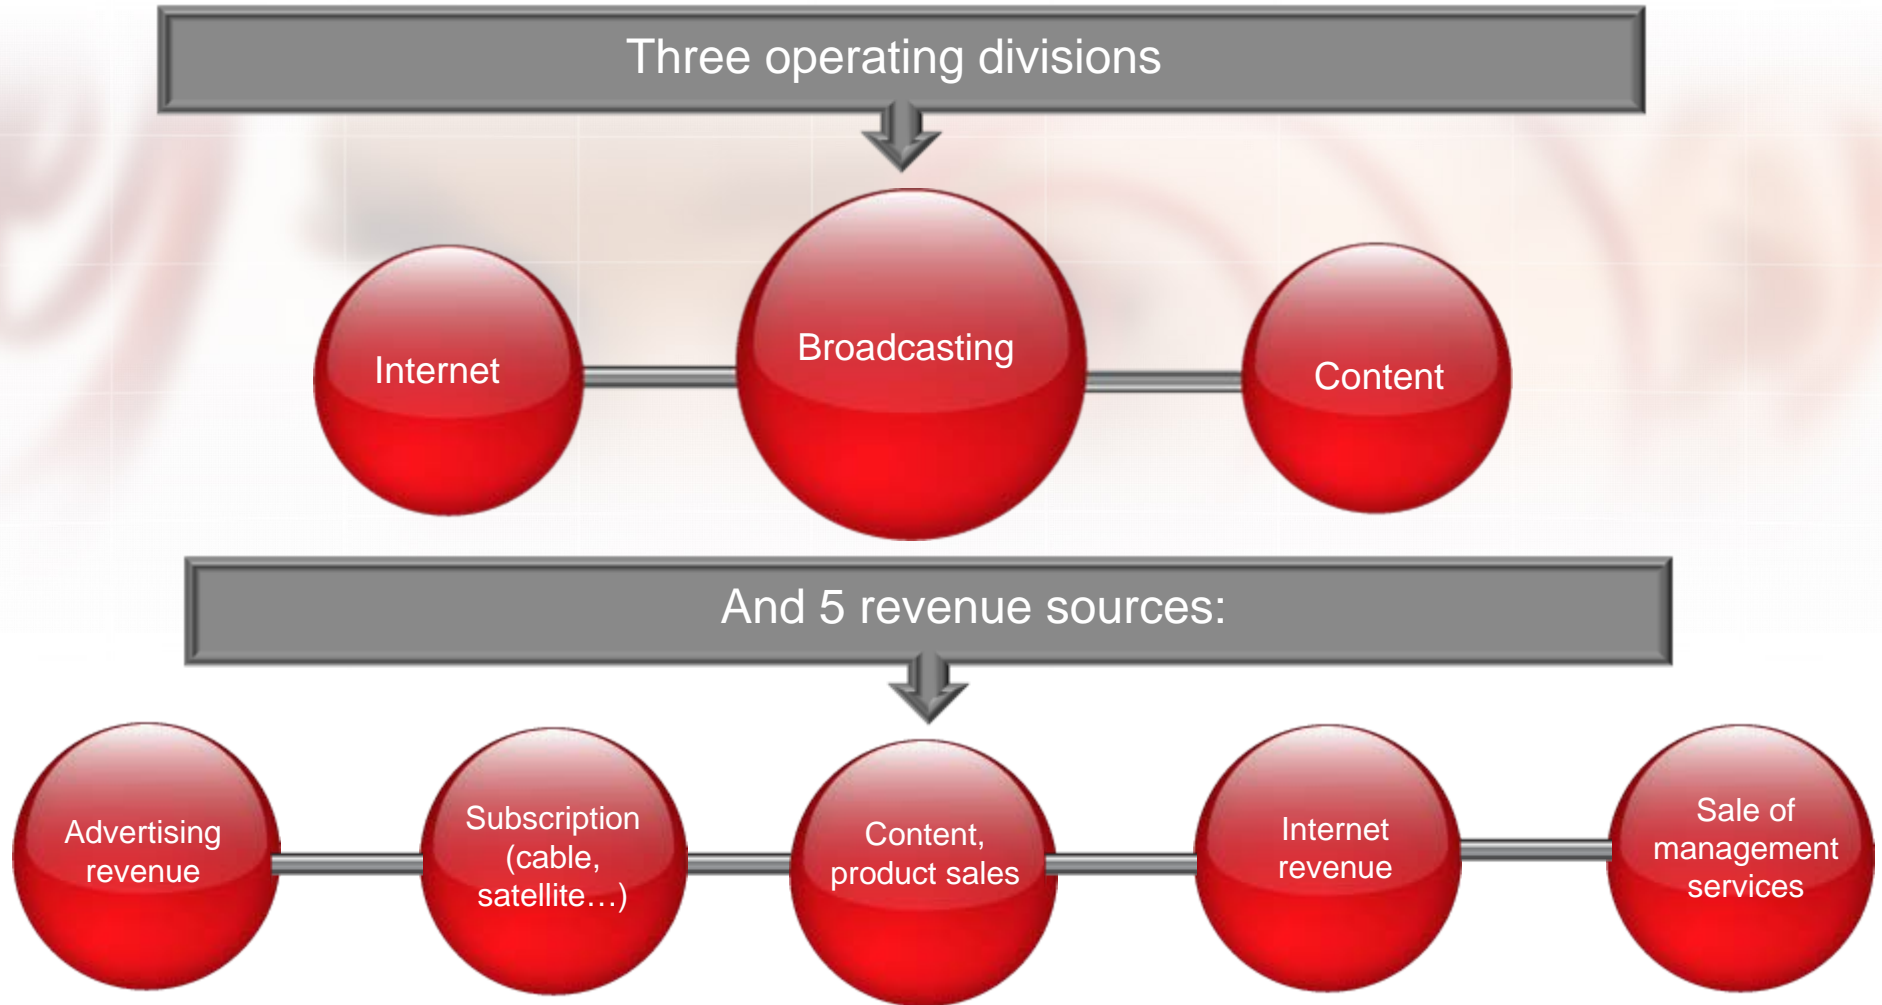 Three operating divisions
Internet
Broadcasting
Content
And 5 revenue sources:
Advertising
revenue
Subscription
(cable,
satellite…)
Content,
product sales
Internet
revenue
Sale of
management
services